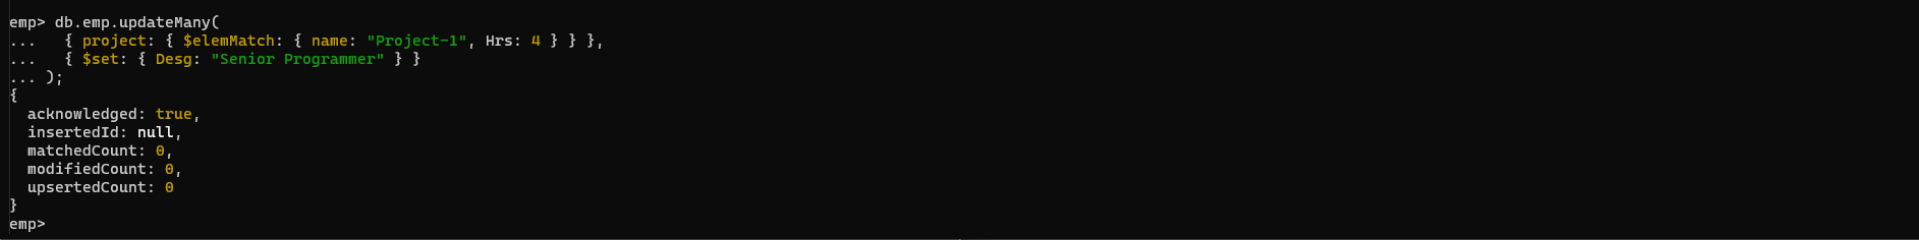 emp> db.emp.updateMany(
...   { project: { $elemMatch: { name: "Project-1", Hrs: 4 } } },
...   { $set: { Desg: "Senior Programmer" } }
... );
{
  acknowledged: true,
  insertedId: null,
  matchedCount: 0,
  modifiedCount: 0,
  upsertedCount: 0
}
emp>